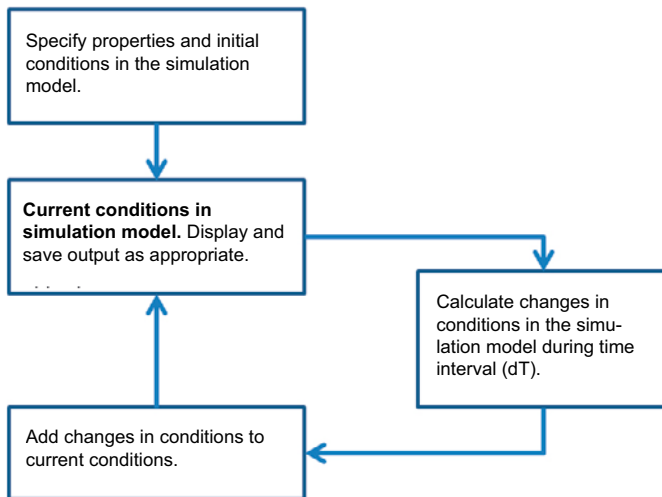 Specify properties and initial
conditions in the simulation
model.
Current conditions in
simulation model. Display and
save output as appropriate.
Calculate changes in
conditions in the simu-
lation model during time
interval (dT).
Add changes in conditions to
current conditions.